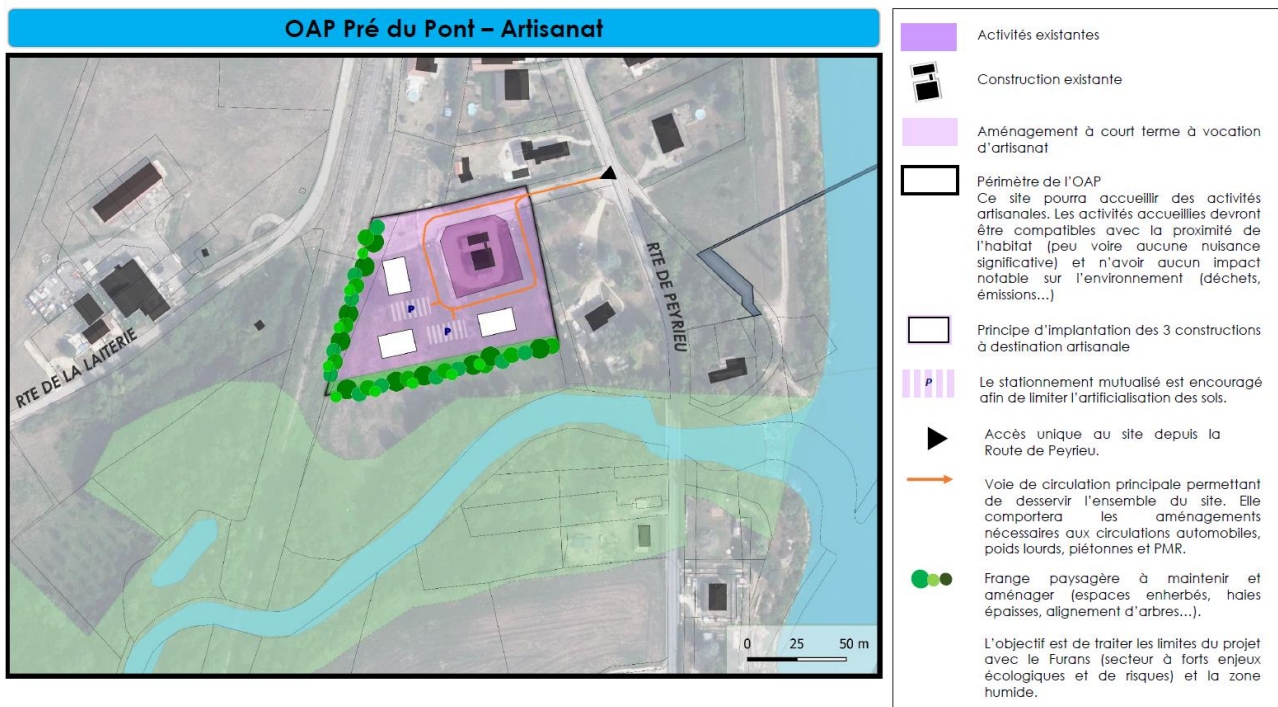 OAP Pré du Pont – Artisanat
RTE DE LA LAITERIE
RTE DE PEYRIEU
P
P
0 25 50 m
Activités existantes
Construction existante
Aménagement à court terme à vocation
d'artisanat
Périmètre de l'OAP
Ce site pourra accueillir des activités
artisanales. Les activités accueillies devront
être compatibles avec la proximité de
l'habitat (peu voire aucune nuisance
significative) et n'avoir aucun impact
notable sur l'environnement (déchets,
émissions…)
Principe d'implantation des 3 constructions
à destination artisanale
P
Le stationnement mutualisé est encouragé
afin de limiter l'artificialisation des sols.
Accès unique au site depuis la
Route de Peyrieu.
Voie de circulation principale permettant
de desservir l'ensemble du site. Elle
comportera les aménagements
nécessaires aux circulations automobiles,
poids lourds, piétonnes et PMR.
Frange paysagère à maintenir et
aménager (espaces enherbés, haies
épaisses, alignement d'arbres…).
L'objectif est de traiter les limites du projet
avec le Furans (secteur à forts enjeux
écologiques et de risques) et la zone
humide.